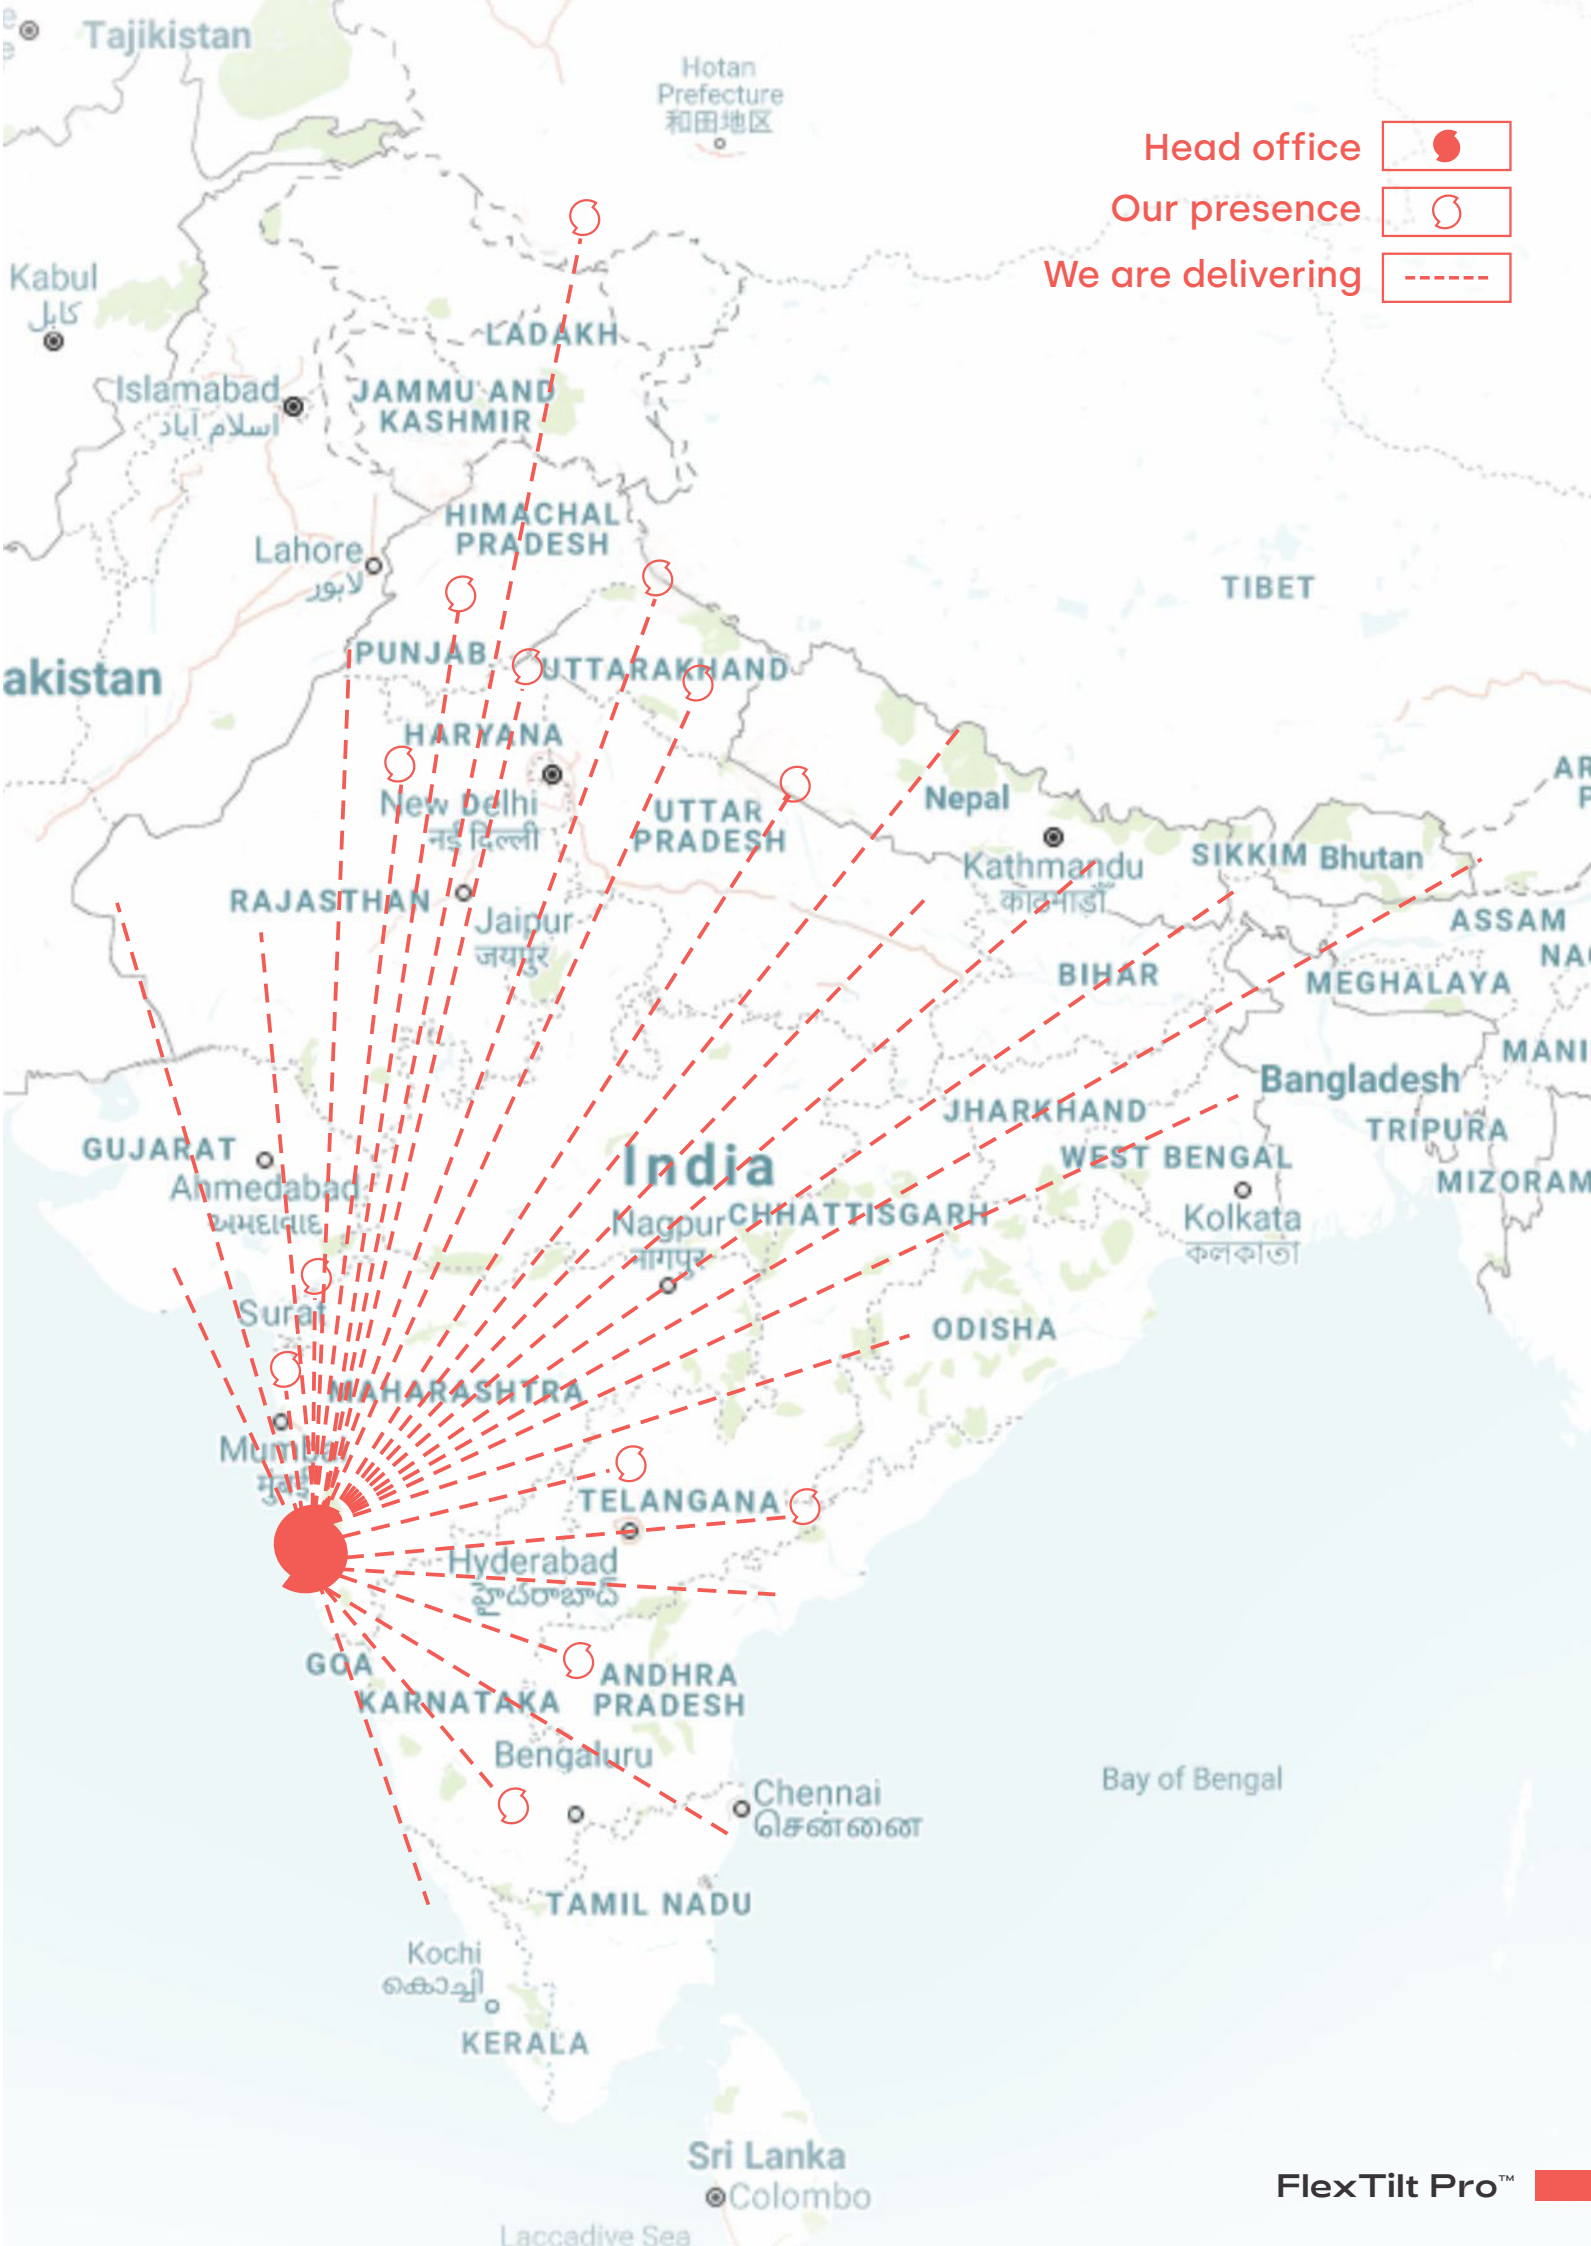 Tajikistan
Hotan
Prefecture
和田地区
Head office
Our presence
We are delivering
Kabul
كابل
LADAKH
Islamabad
اسلام آباد
JAMMU AND
KASHMIR
HIMACHAL
PRADESH
Lahore
لاہور
TIBET
PUNJAB
UTTARAKHAND
akistan
HARYANA
New Delhi
नई दिल्ली
UTTAR
PRADESH
Nepal
AR
P
Kathmandu
काठमाडौँ
SIKKIM
Bhutan
RAJASTHAN
Jaipur
जयपुर
ASSAM
NAG
BIHAR
MEGHALAYA
MANI
Bangladesh
JHARKHAND
TRIPURA
GUJARAT
Ahmedabad
અમદાવાદ
India
WEST BENGAL
MIZORAM
Nagpur
नागपुर
CHHATTISGARH
Kolkata
কলকাতা
Surat
ODISHA
MAHARASHTRA
Mumbai
मुंबई
TELANGANA
Hyderabad
హైదరాబాద్
GOA
KARNATAKA
ANDHRA
PRADESH
Bengaluru
Bay of Bengal
Chennai
சென்னை
TAMIL NADU
Kochi
കൊച്ചി
KERALA
Sri Lanka
Colombo
Laccadive Sea
FlexTilt Pro™